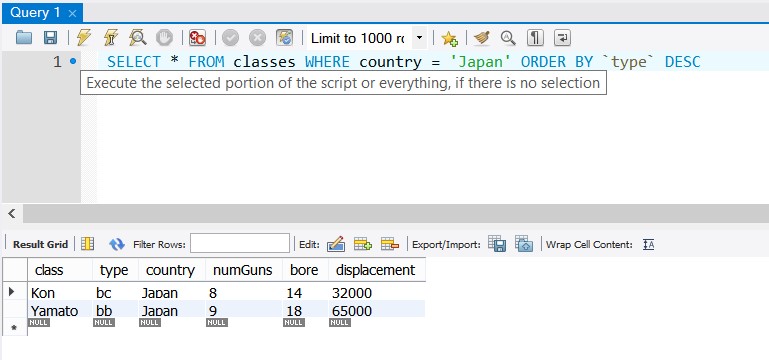 Query 1
Limit to 1000 rc
1 SELECT * FROM classes WHERE country = 'Japan' ORDER BY `type` DESC
Execute the selected portion of the script or everything, if there is no selection
Result Grid Filter Rows: Edit: Export/Import: Wrap Cell Content:
class type country numGuns bore displacement
Kon bc Japan 8 14 32000
Yamato bb Japan 9 18 65000
NULL NULL NULL NULL NULL NULL